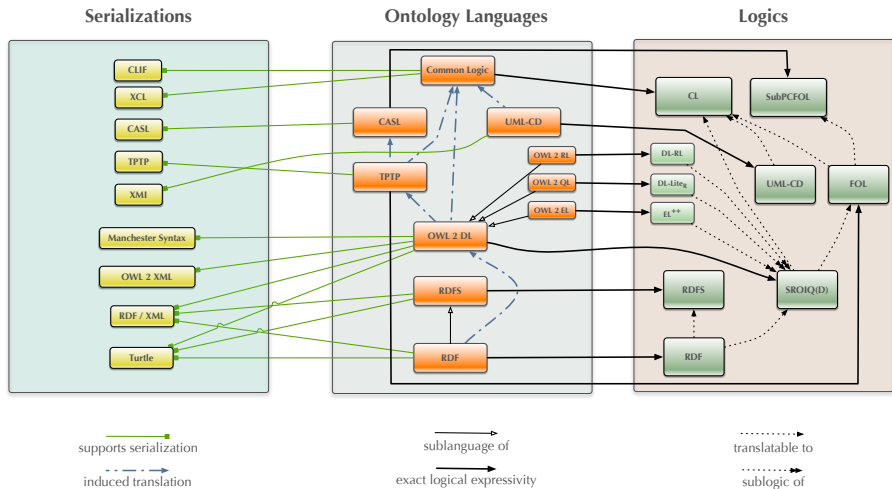 Serializations
Ontology Languages
Logics
CLIF
XCL
CASL
TPTP
XMI
Manchester Syntax
OWL 2 XML
RDF / XML
Turtle
Common Logic
CASL
UML-CD
OWL 2 RL
TPTP
OWL 2 QL
OWL 2 EL
OWL 2 DL
RDFS
RDF
CL
SubPCFOL
DL-RL
DL-LiteR
UML-CD
FOL
EL++
RDFS
SROIQ(D)
RDF
supports serialization
sublanguage of
translatable to
induced translation
exact logical expressivity
sublogic of